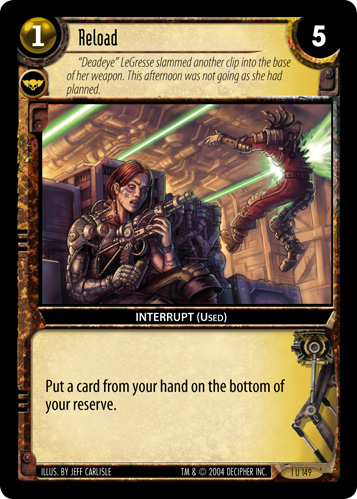 1 Reload 5
"Deadeye" LeGresse slammed another clip into the base
of her weapon. This afternoon was not going as she had
planned.
INTERRUPT (USED)
Put a card from your hand on the bottom of
your reserve.
ILLUS. BY JEFF CARLISLE TM & © 2004 DECIPHER INC. 1 U 149